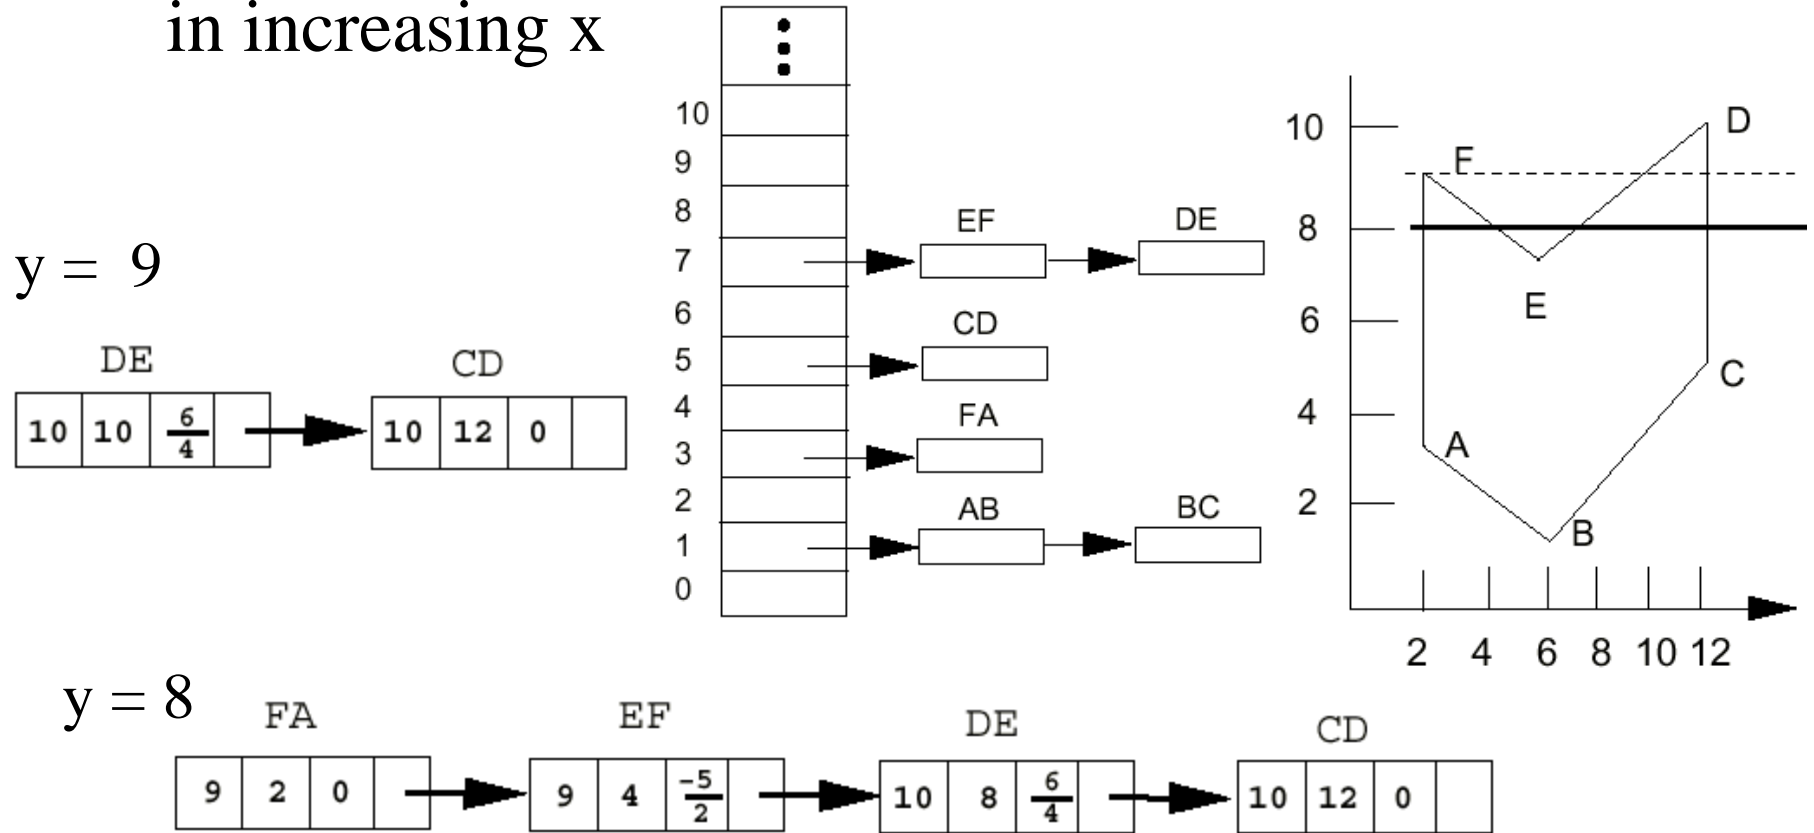 in increasing x
y = 9
DE
CD
10 10 6/4
10 12 0
10
9
8
7
6
5
4
3
2
1
0
EF
DE
CD
FA
AB
BC
10
8
6
4
2
F
D
E
C
A
B
2 4 6 8 10 12
y = 8
FA
EF
DE
CD
9 2 0
9 4 -5/2
10 8 6/4
10 12 0